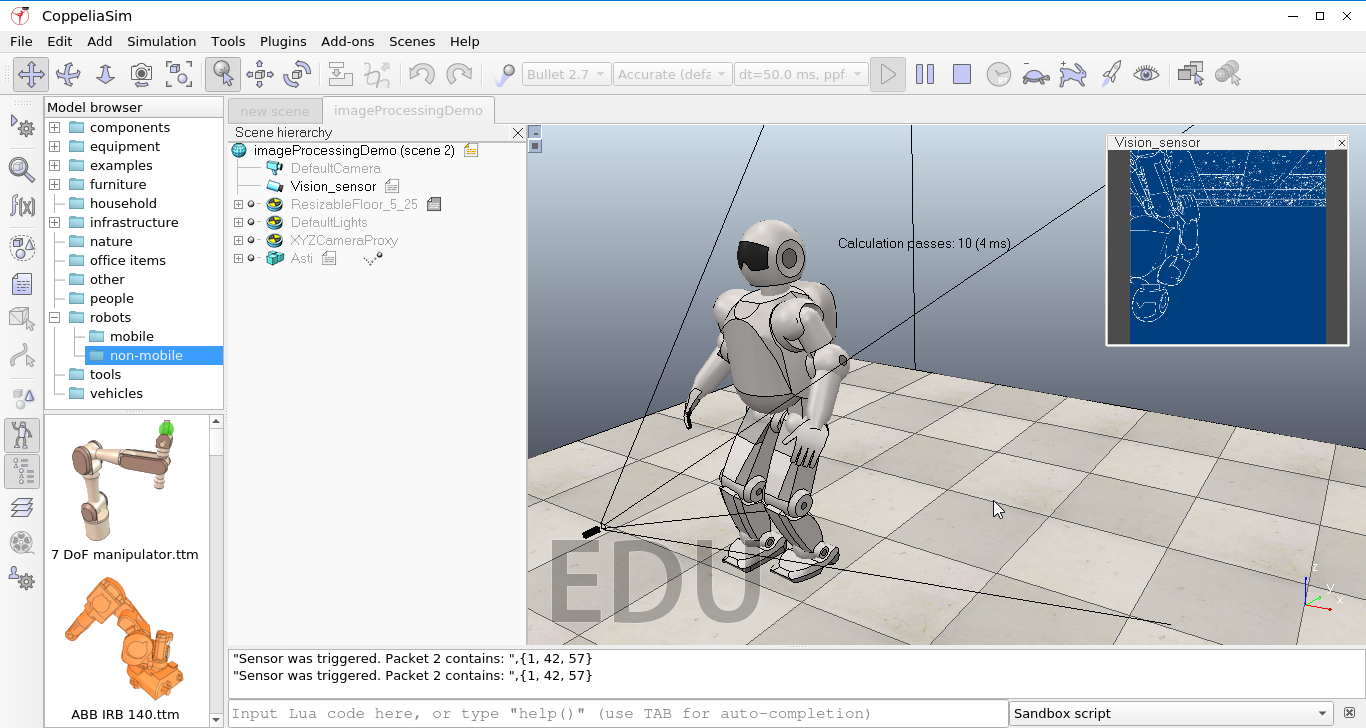 CoppeliaSim
File Edit Add Simulation Tools Plugins Add-ons Scenes Help
Bullet 2.7 Accurate (defa dt=50.0 ms, ppf
Model browser
components
equipment
examples
furniture
household
infrastructure
nature
office items
other
people
robots
mobile
non-mobile
tools
vehicles
7 DoF manipulator.ttm
ABB IRB 140.ttm
new scene imageProcessingDemo
Scene hierarchy
imageProcessingDemo (scene 2)
DefaultCamera
Vision_sensor
ResizableFloor_5_25
DefaultLights
XYZCameraProxy
Asti
Vision_sensor
Calculation passes: 10 (4 ms)
EDU
z
y
x
"Sensor was triggered. Packet 2 contains: ",{1, 42, 57}
"Sensor was triggered. Packet 2 contains: ",{1, 42, 57}
Input Lua code here, or type "help()" (use TAB for auto-completion)
Sandbox script